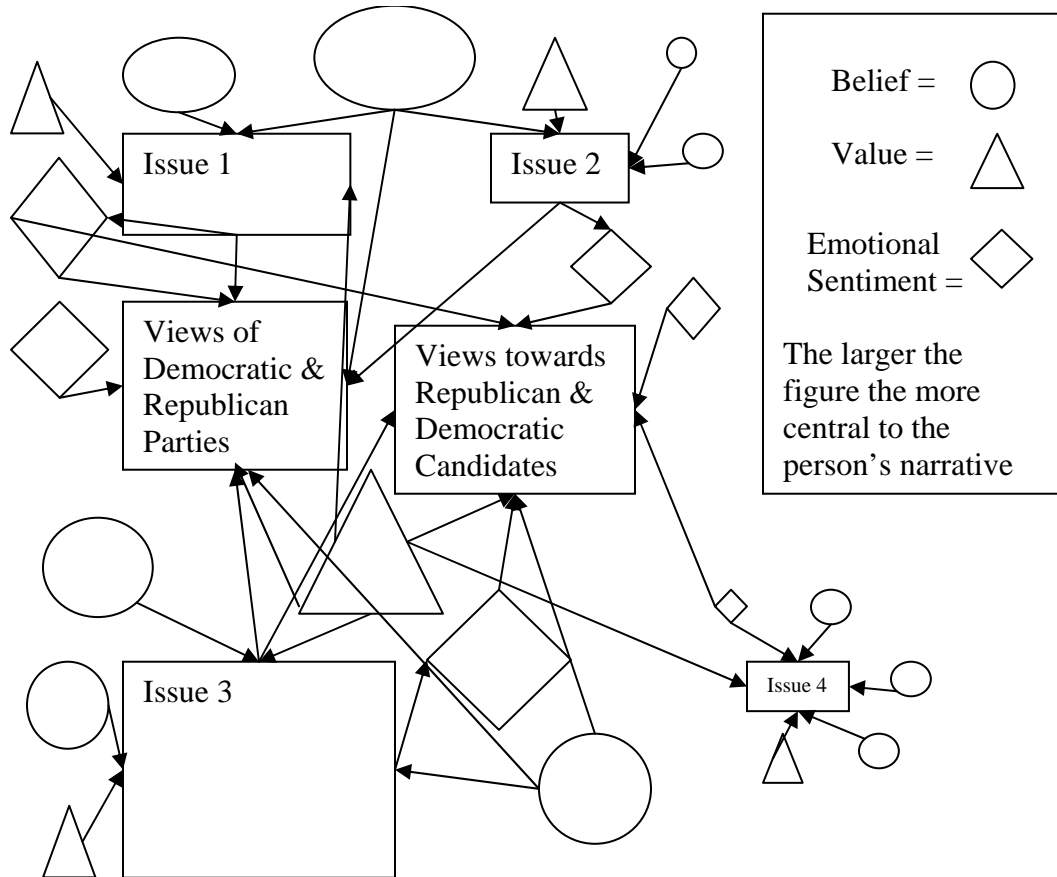 Issue 1
Issue 2
Views of
Democratic &
Republican
Parties
Views towards
Republican &
Democratic
Candidates
Issue 3
Issue 4
Belief =
Value =
Emotional
Sentiment =
The larger the
figure the more
central to the
person’s narrative